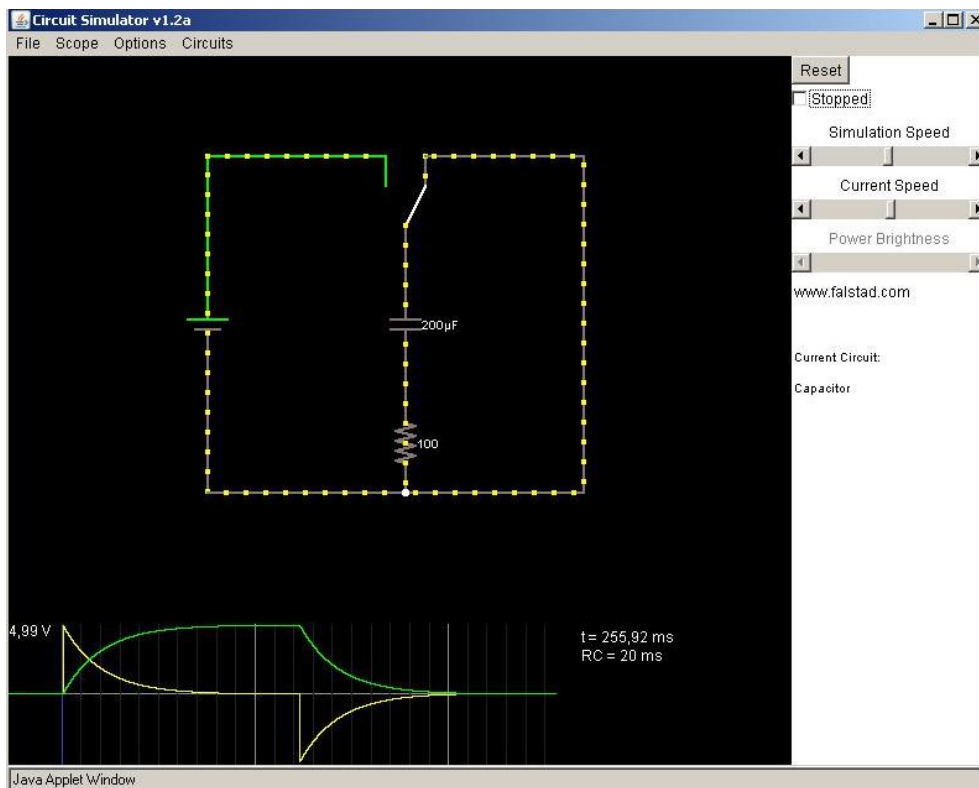 Circuit Simulator v1.2a
File Scope Options Circuits
Reset
Stopped
Simulation Speed
Current Speed
Power Brightness
www.falstad.com
Current Circuit:
Capacitor
200µF
100
4,99 V
t = 255,92 ms
RC = 20 ms
Java Applet Window